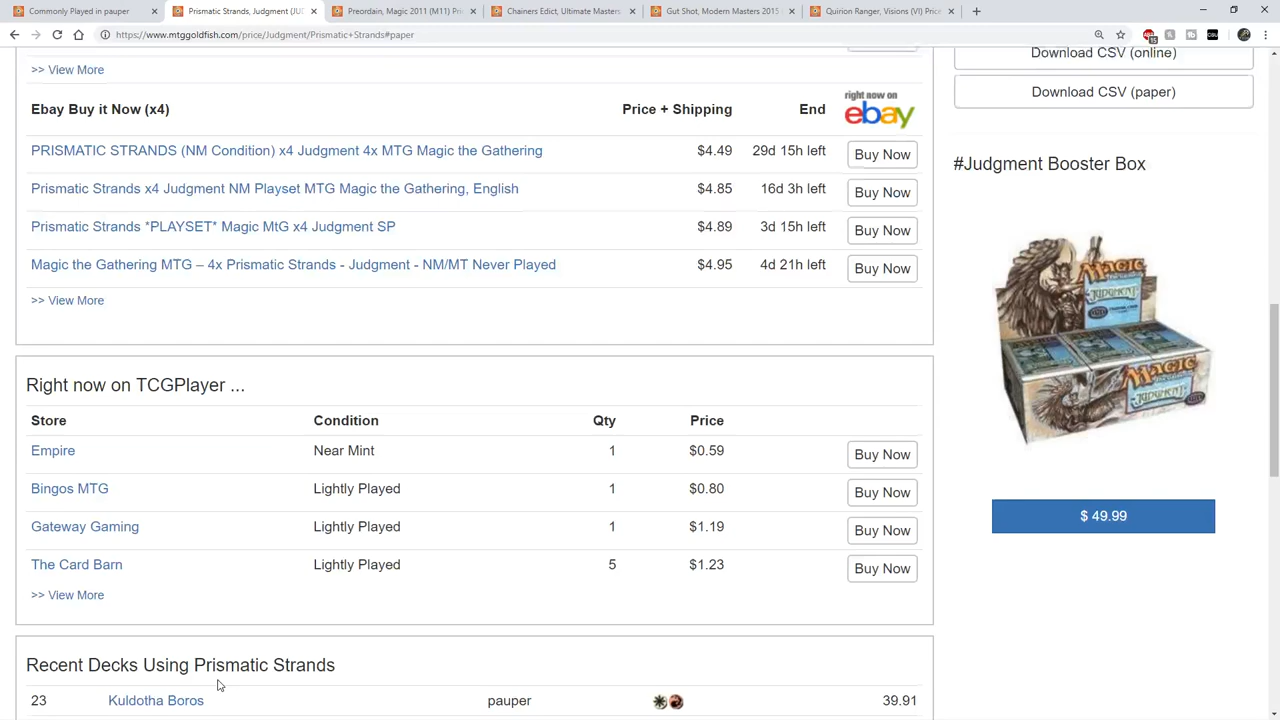 Commonly Played in pauper
Prismatic Strands, Judgment (JU
Preordain, Magic 2011 (M11) Pri
Chainers Edict, Ultimate Masters
Gut Shot, Modern Masters 2015
Quirion Ranger, Visions (VI) Price
https://www.mtggoldfish.com/price/Judgment/Prismatic+Strands#paper
15
>> View More
Download CSV (online)
Ebay Buy it Now (x4) Price + Shipping End
right now on
ebay
Download CSV (paper)
PRISMATIC STRANDS (NM Condition) x4 Judgment 4x MTG Magic the Gathering $4.49 29d 15h left Buy Now
#Judgment Booster Box
Prismatic Strands x4 Judgment NM Playset MTG Magic the Gathering, English $4.85 16d 3h left Buy Now
Prismatic Strands *PLAYSET* Magic MtG x4 Judgment SP $4.89 3d 15h left Buy Now
Magic the Gathering MTG – 4x Prismatic Strands - Judgment - NM/MT Never Played $4.95 4d 21h left Buy Now
>> View More
MAGIC
JUDGMENT
MAGIC
JUDGMENT
Right now on TCGPlayer ...
Store Condition Qty Price
Empire Near Mint 1 $0.59 Buy Now
Bingos MTG Lightly Played 1 $0.80 Buy Now
$ 49.99
Gateway Gaming Lightly Played 1 $1.19 Buy Now
The Card Barn Lightly Played 5 $1.23 Buy Now
>> View More
Recent Decks Using Prismatic Strands
23 Kuldotha Boros pauper 39.91